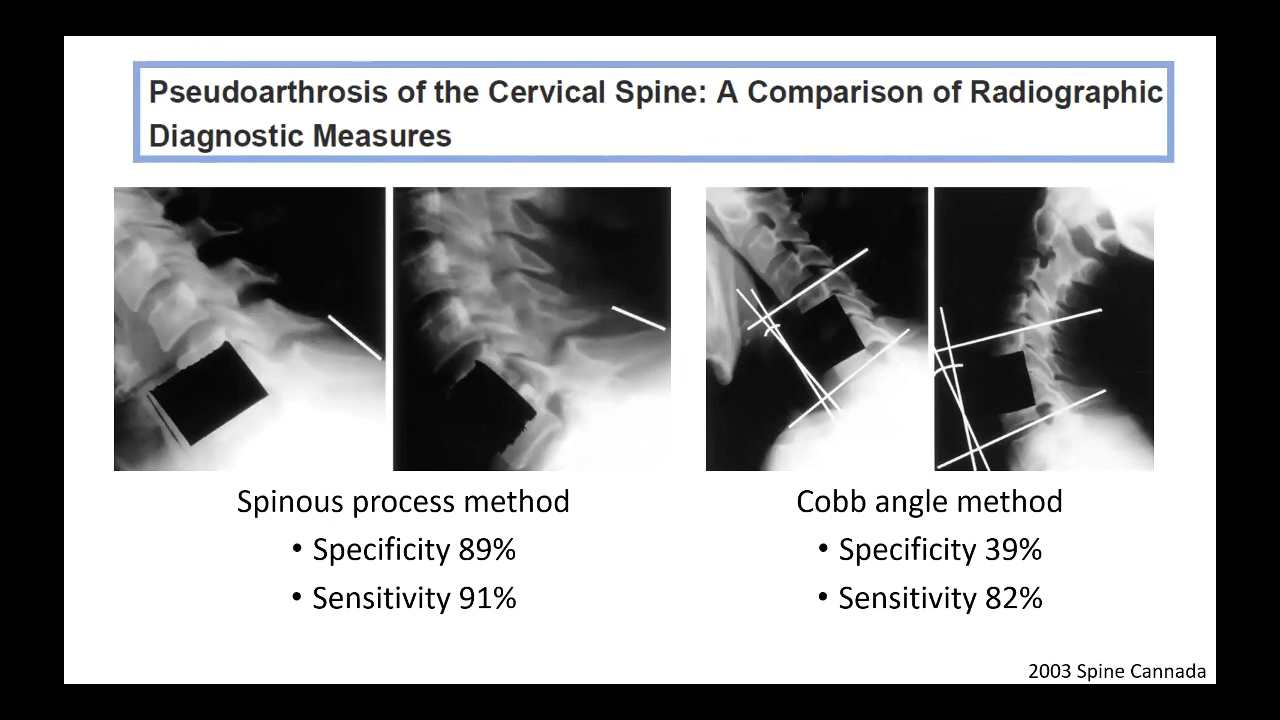 Pseudoarthrosis of the Cervical Spine: A Comparison of Radiographic
Diagnostic Measures
Spinous process method
• Specificity 89%
• Sensitivity 91%
Cobb angle method
• Specificity 39%
• Sensitivity 82%
2003 Spine Cannada